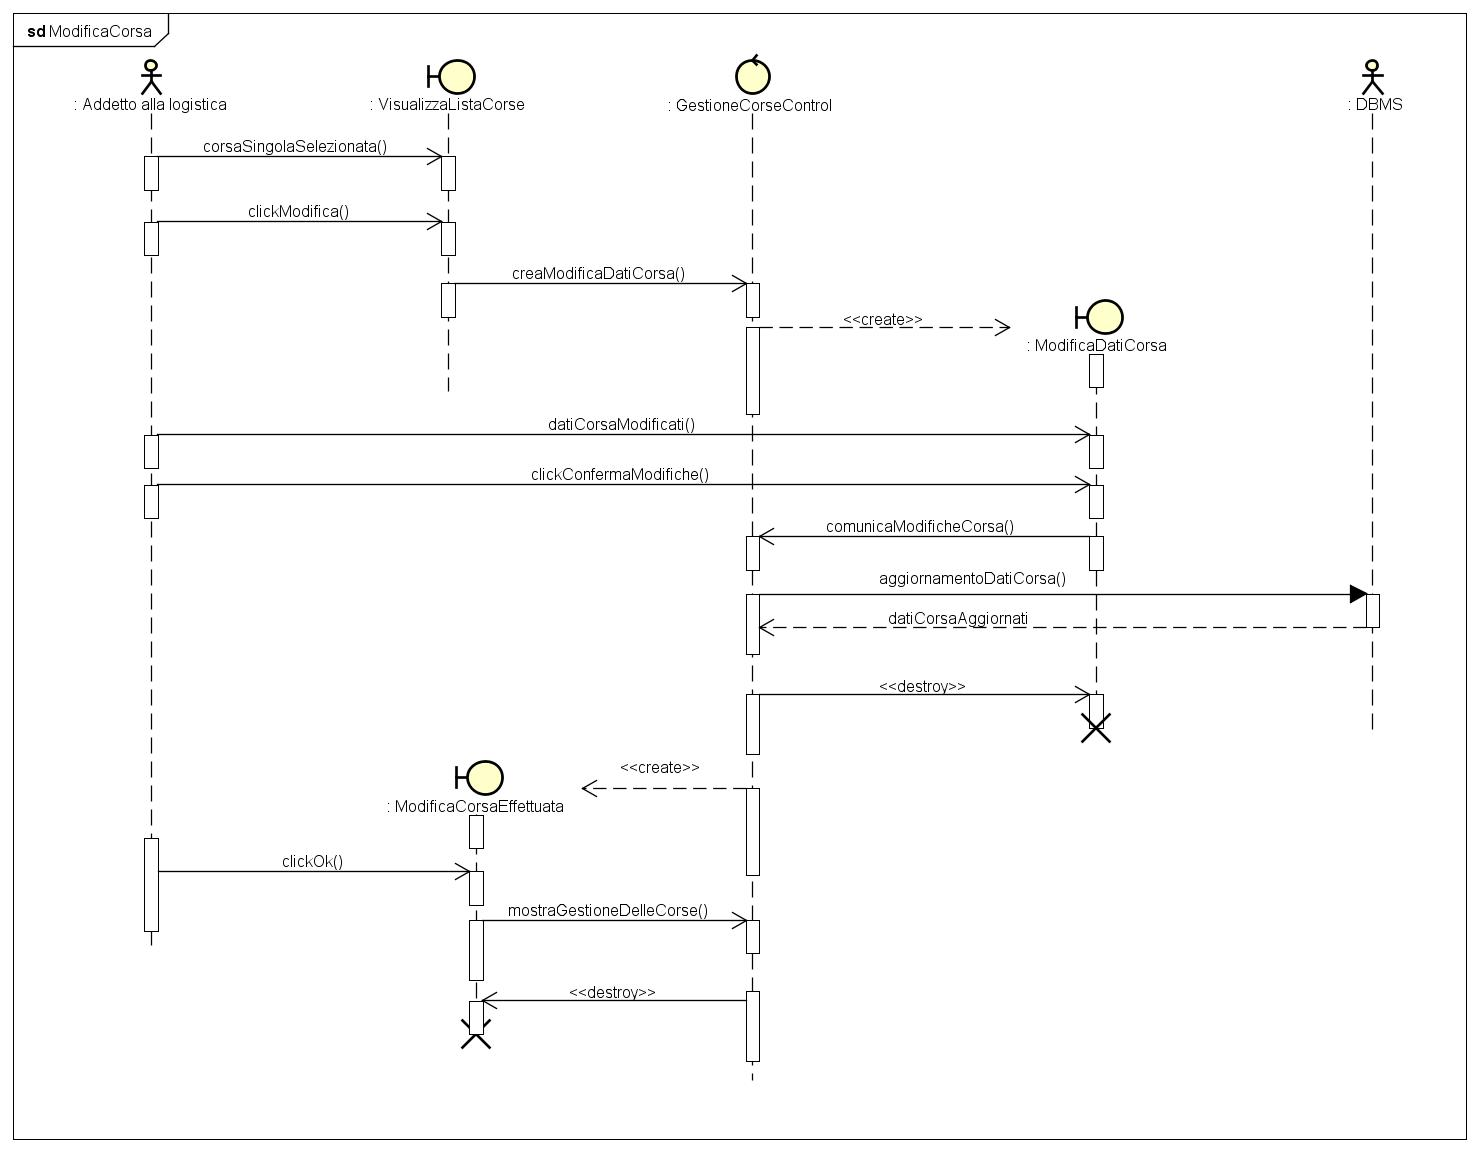 sd ModificaCorsa
: Addetto alla logistica
: VisualizzaListaCorse
: GestioneCorseControl
: DBMS
corsaSingolaSelezionata()
clickModifica()
creaModificaDatiCorsa()
<<create>>
: ModificaDatiCorsa
datiCorsaModificati()
clickConfermaModifiche()
comunicaModificheCorsa()
aggiornamentoDatiCorsa()
datiCorsaAggiornati
<<destroy>>
<<create>>
: ModificaCorsaEffettuata
clickOk()
mostraGestioneDelleCorse()
<<destroy>>